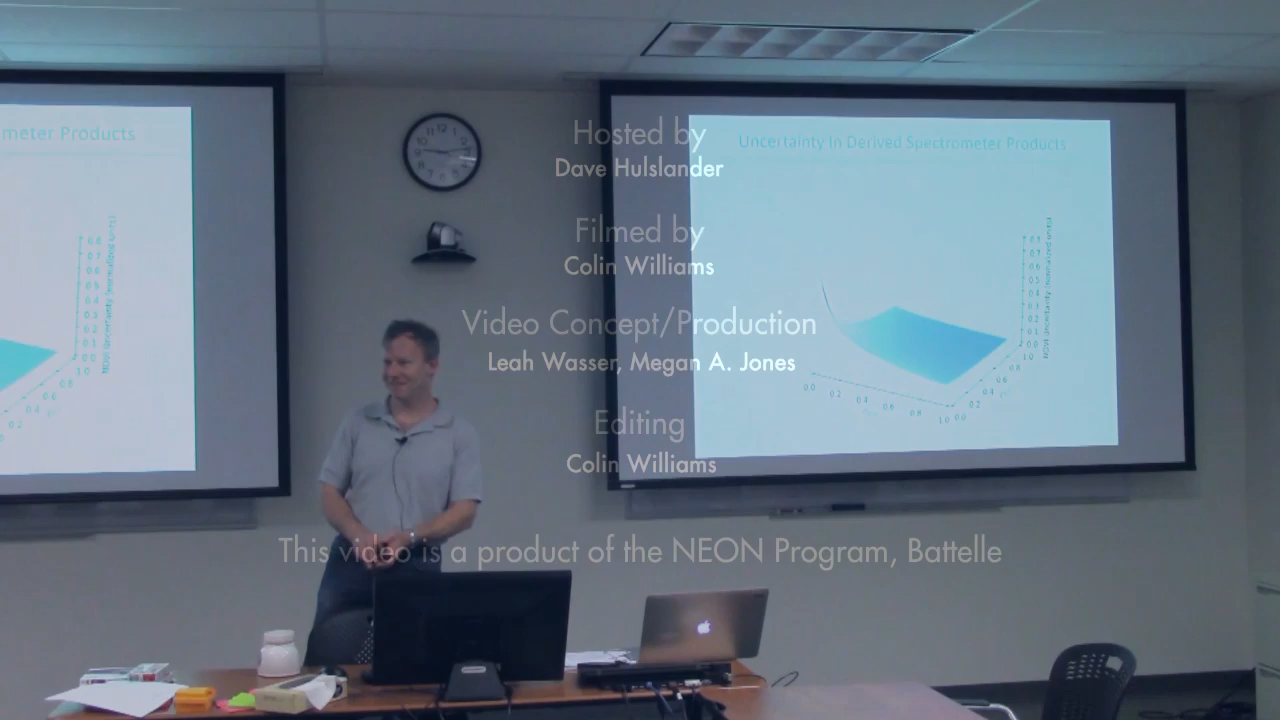 Hosted by
Dave Hulslander
Filmed by
Colin Williams
Video Concept/Production
Leah Wasser, Megan A. Jones
Editing
Colin Williams
This video is a product of the NEON Program, Battelle
meter Products
Uncertainty in Derived Spectrometer Products